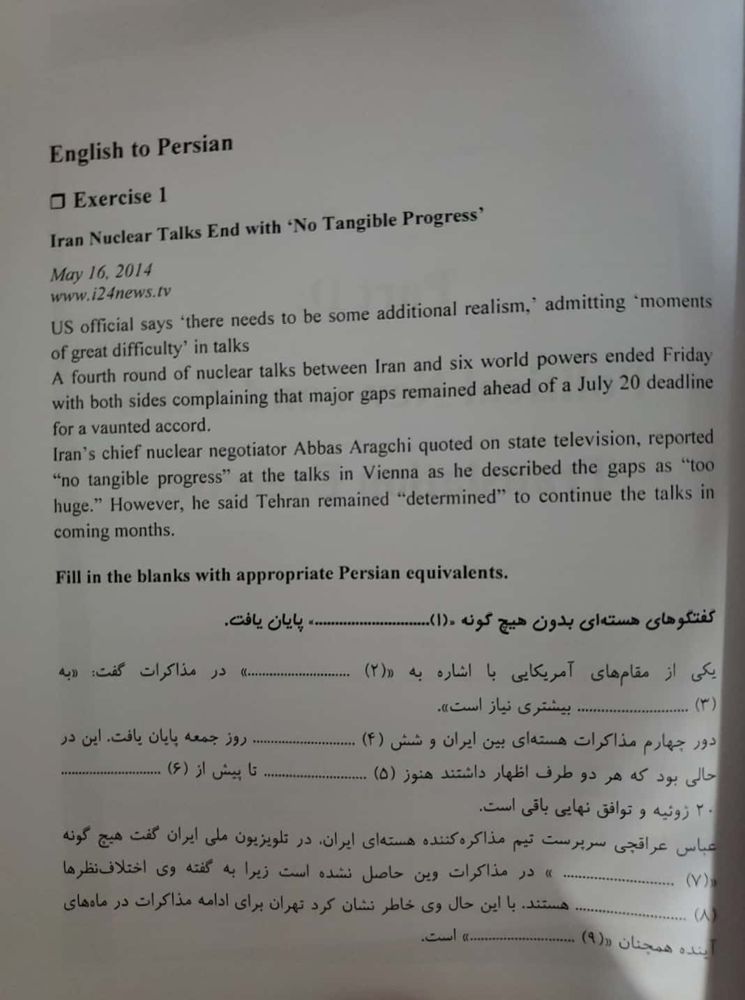 English to Persian
❒ Exercise 1
Iran Nuclear Talks End with ‘No Tangible Progress’
May 16, 2014
www.i24news.tv
US official says ‘there needs to be some additional realism,’ admitting ‘moments
of great difficulty’ in talks
A fourth round of nuclear talks between Iran and six world powers ended Friday
with both sides complaining that major gaps remained ahead of a July 20 deadline
for a vaunted accord.
Iran’s chief nuclear negotiator Abbas Aragchi quoted on state television, reported
“no tangible progress” at the talks in Vienna as he described the gaps as “too
huge.” However, he said Tehran remained “determined” to continue the talks in
coming months.
Fill in the blanks with appropriate Persian equivalents.
گفتگوهای هسته‌ای بدون هیچ گونه «(۱)............................» پایان یافت.
یکی از مقام‌های آمریکایی با اشاره به «(۲) ............................» در مذاکرات گفت: «به
(۳) ............................ بیشتری نیاز است».
دور چهارم مذاکرات هسته‌ای بین ایران و شش (۴) ............................ روز جمعه پایان یافت. این در
حالی بود که هر دو طرف اظهار داشتند هنوز (۵) ............................ تا پیش از (۶) ............................
۲۰ ژوئیه و توافق نهایی باقی است.
عباس عراقچی سرپرست تیم مذاکره‌کننده هسته‌ای ایران، در تلویزیون ملی ایران گفت هیچ گونه
«(۷) ............................ » در مذاکرات وین حاصل نشده است زیرا به گفته وی اختلاف‌نظرها
(۸) ............................ هستند. با این حال وی خاطر نشان کرد تهران برای ادامه مذاکرات در ماه‌های
آینده همچنان «(۹) ............................» است.